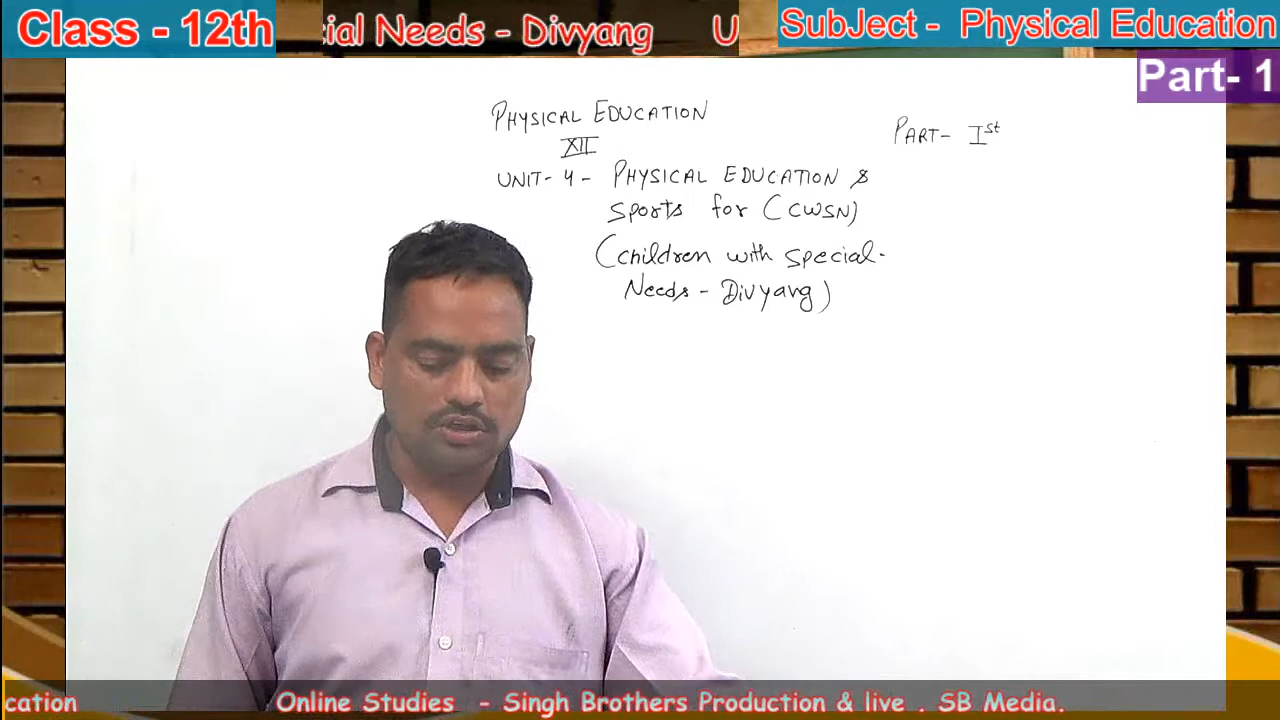 Class - 12th
cial Needs - Divyang U
SubJect - Physical Education
Part- 1
PHYSICAL EDUCATION
XII
PART- Ist
UNIT- 4 - PHYSICAL EDUCATION &
Sports for (CWSN)
(children with special-
Needs - Divyang)
cation Online Studies - Singh Brothers Production & live . SB Media.